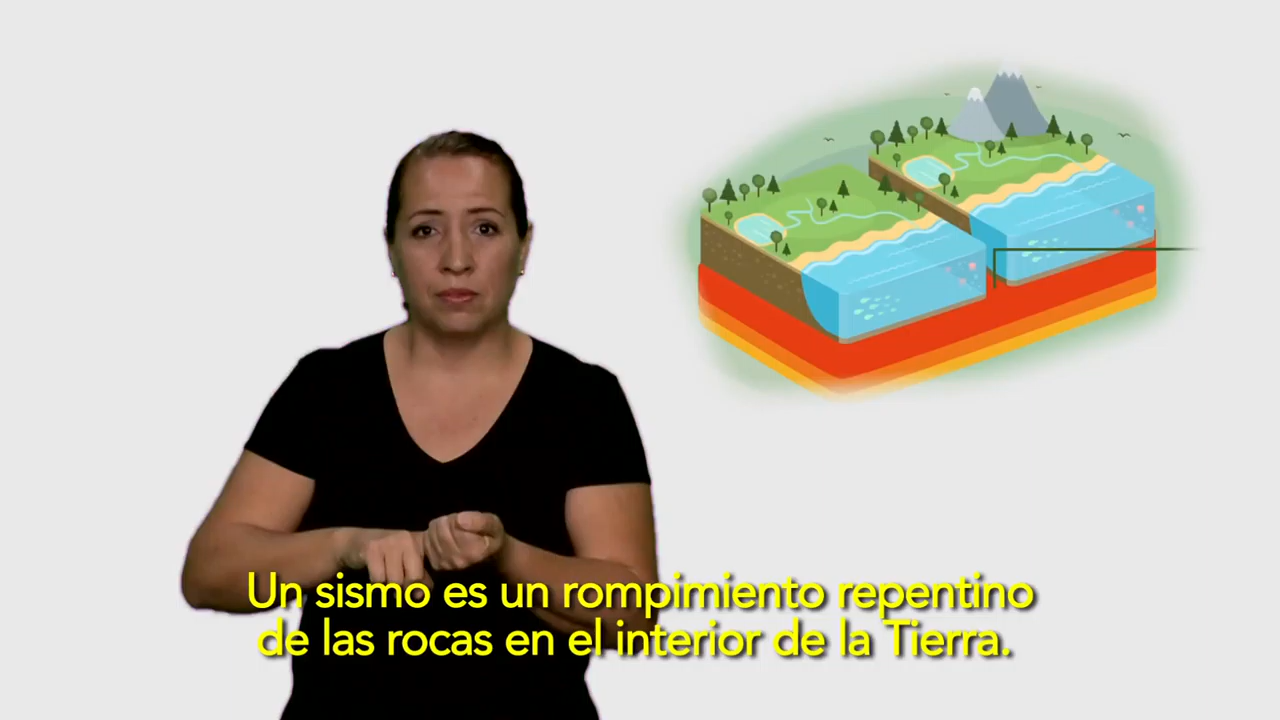 Un sismo es un rompimiento repentino
de las rocas en el interior de la Tierra.